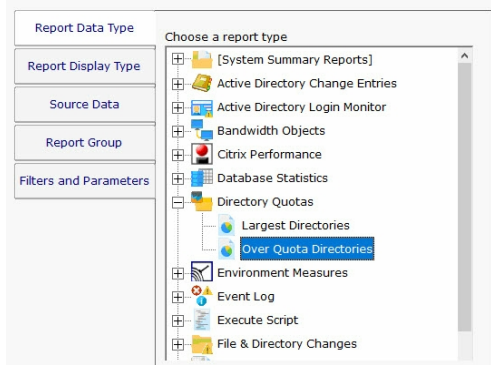 Report Data Type
Report Display Type
Source Data
Report Group
Filters and Parameters
Choose a report type
[System Summary Reports]
Active Directory Change Entries
Active Directory Login Monitor
Bandwidth Objects
Citrix Performance
Database Statistics
Directory Quotas
Largest Directories
Over Quota Directories
Environment Measures
Event Log
Execute Script
File & Directory Changes